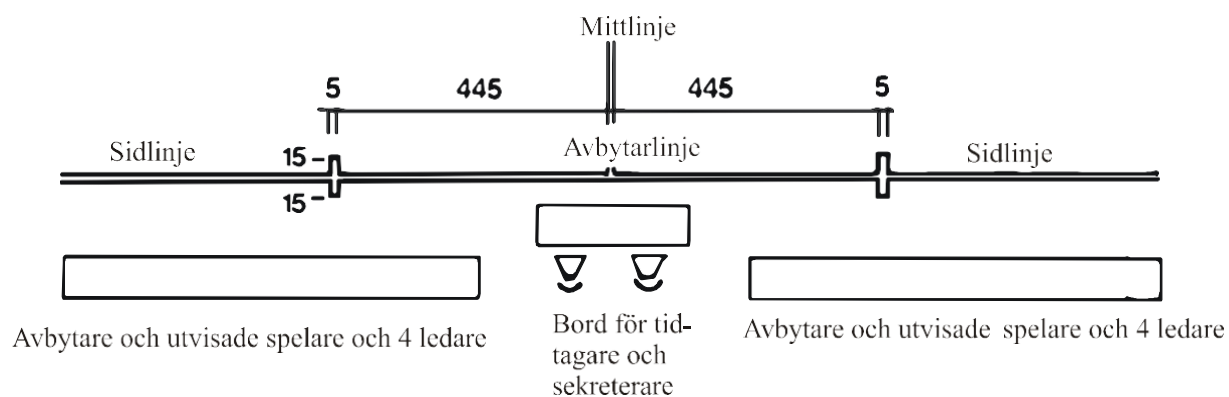 Mittlinje
5 445 445 5
Sidlinje 15 Avbytarlinje Sidlinje
15
Avbytare och utvisade spelare och 4 ledare
Bord för tid-
tagare och
sekreterare
Avbytare och utvisade spelare och 4 ledare